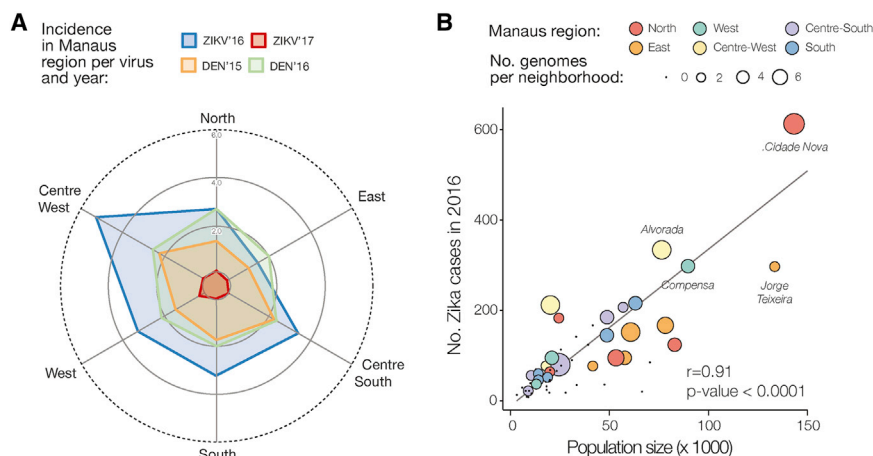 A
Incidence
in Manaus
region per virus
and year:
ZIKV'16
ZIKV'17
DEN'15
DEN'16
North
6.0
Centre
West
East
4.0
2.0
West
Centre
South
South
B
Manaus region:
North
West
Centre-South
East
Centre-West
South
No. genomes
per neighborhood:
0
2
4
6
No. Zika cases in 2016
600
400
200
0
.Cidade Nova
Alvorada
Compensa
Jorge
Teixeira
r=0.91
p-value < 0.0001
0
50
100
150
Population size (x 1000)